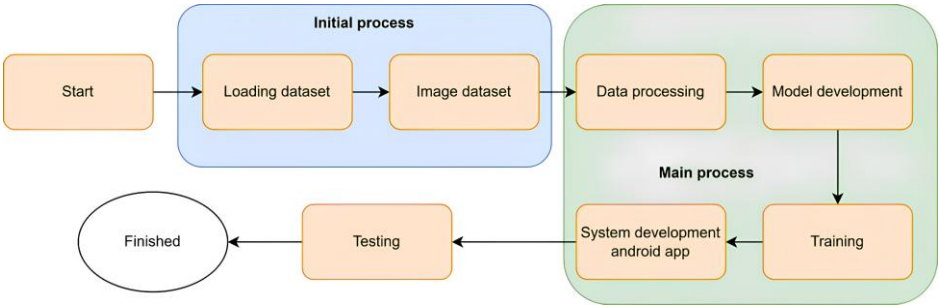 Initial process
Start
Loading dataset
Image dataset
Data processing
Model development
Main process
Finished
Testing
System development
android app
Training